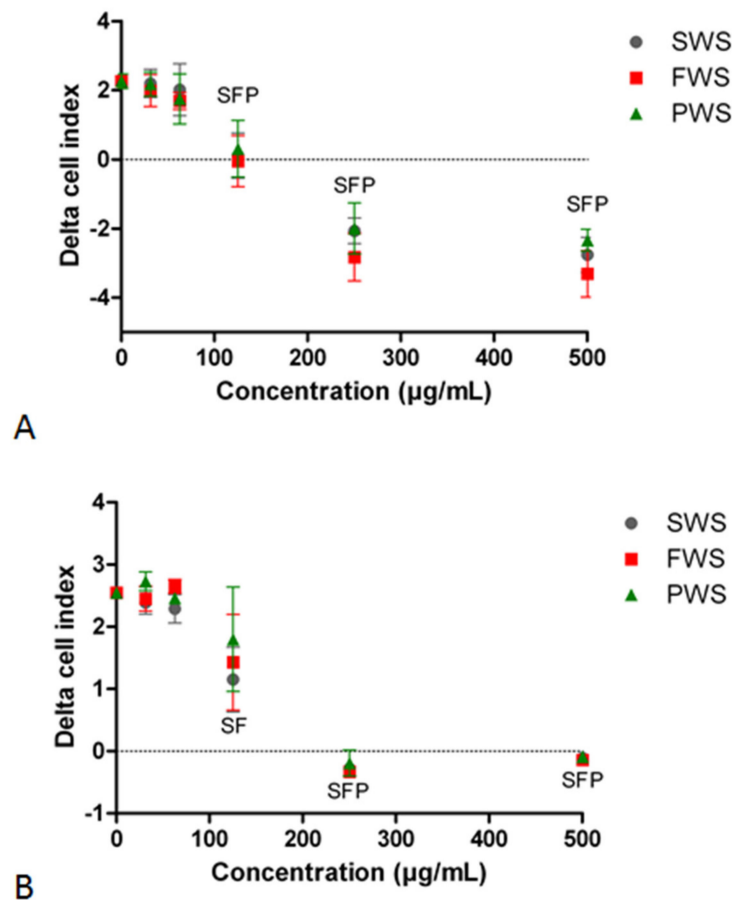 4
2
0
-2
-4
Delta cell index
SFP
SFP
SFP
SWS
FWS
PWS
0 100 200 300 400 500
Concentration (µg/mL)
A
4
3
2
1
0
-1
Delta cell index
SF
SFP
SFP
SWS
FWS
PWS
0 100 200 300 400 500
Concentration (µg/mL)
B